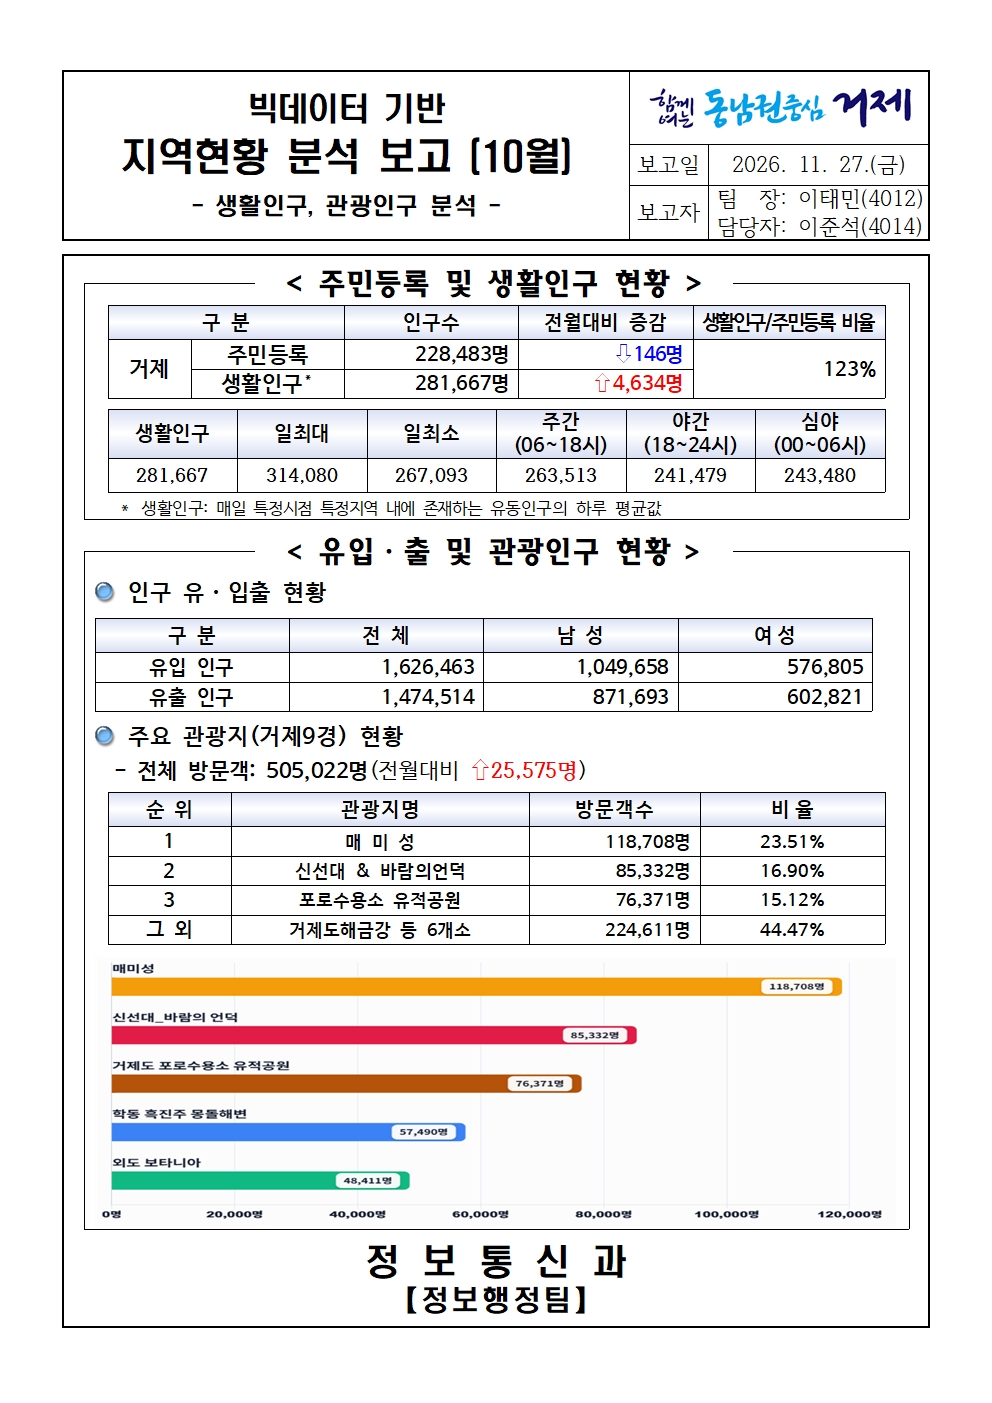 빅데이터 기반
지역현황 분석 보고 (10월)
- 생활인구, 관광인구 분석 -
함께 여는 동남권중심 거제
보고일 2026. 11. 27.(금)
보고자 팀 장: 이태민(4012)
담당자: 이준석(4014)
< 주민등록 및 생활인구 현황 >
구 분 인구수 전월대비 증감 생활인구/주민등록 비율
거제 주민등록 228,483명 ⇩146명 123%
생활인구* 281,667명 ⇧4,634명
생활인구 일최대 일최소 주간 (06~18시) 야간 (18~24시) 심야 (00~06시)
281,667 314,080 267,093 263,513 241,479 243,480
* 생활인구: 매일 특정시점 특정지역 내에 존재하는 유동인구의 하루 평균값
< 유입·출 및 관광인구 현황 >
인구 유·입출 현황
구 분 전 체 남 성 여 성
유입 인구 1,626,463 1,049,658 576,805
유출 인구 1,474,514 871,693 602,821
주요 관광지(거제9경) 현황
- 전체 방문객: 505,022명(전월대비 ⇧25,575명)
순 위 관광지명 방문객수 비 율
1 매 미 성 118,708명 23.51%
2 신선대 & 바람의언덕 85,332명 16.90%
3 포로수용소 유적공원 76,371명 15.12%
그 외 거제도해금강 등 6개소 224,611명 44.47%
매미성
118,708명
신선대_바람의 언덕
85,332명
거제도 포로수용소 유적공원
76,371명
학동 흑진주 몽돌해변
57,490명
외도 보타니아
48,411명
0명 20,000명 40,000명 60,000명 80,000명 100,000명 120,000명
정 보 통 신 과
【정보행정팀】